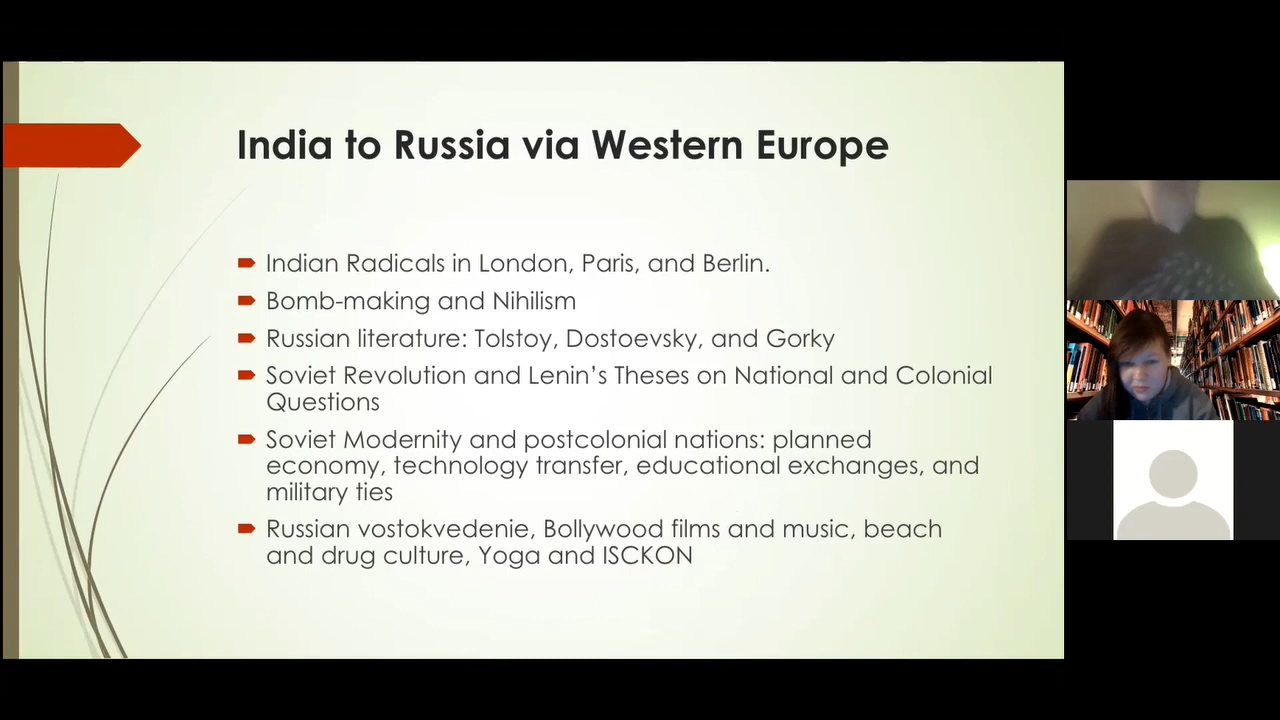 India to Russia via Western Europe
Indian Radicals in London, Paris, and Berlin.
Bomb-making and Nihilism
Russian literature: Tolstoy, Dostoevsky, and Gorky
Soviet Revolution and Lenin’s Theses on National and Colonial
Questions
Soviet Modernity and postcolonial nations: planned
economy, technology transfer, educational exchanges, and
military ties
Russian vostokvedenie, Bollywood films and music, beach
and drug culture, Yoga and ISCKON